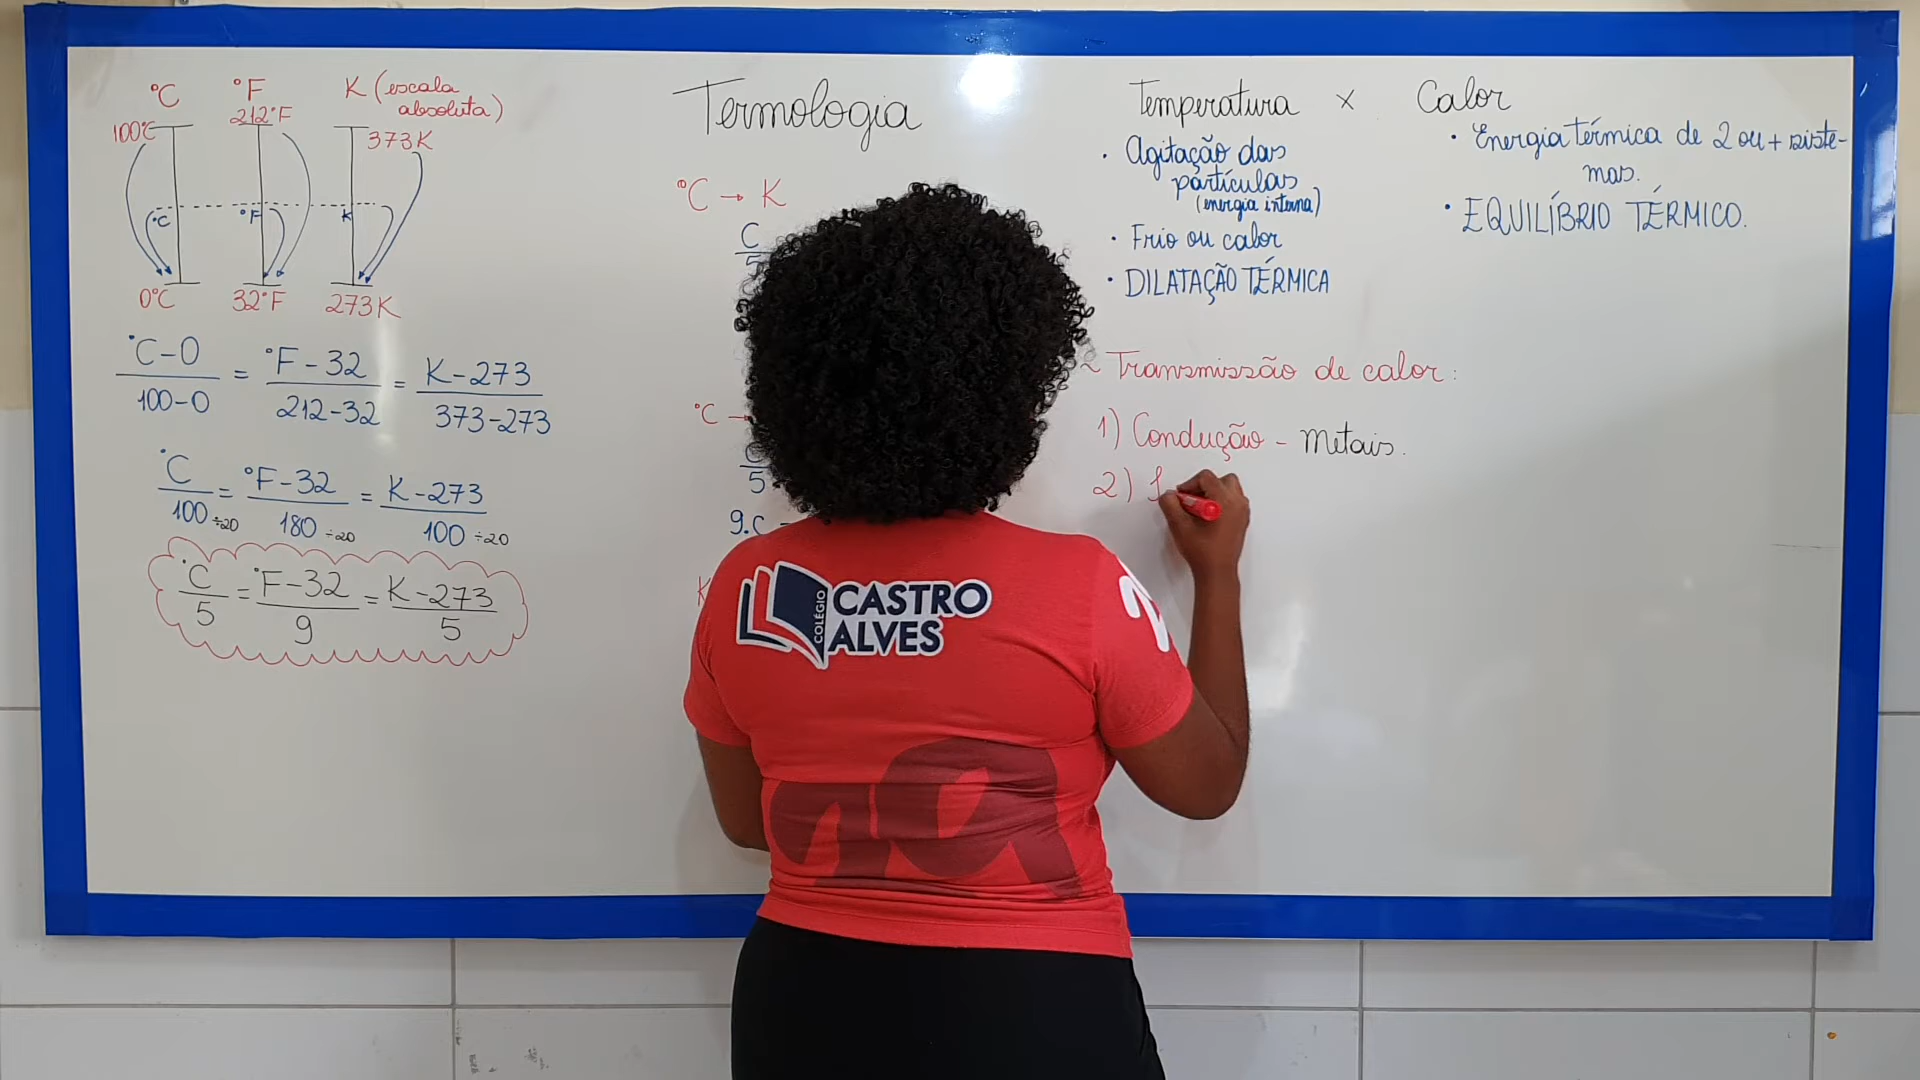 °C °F K (escala absoluta)
100°C 212°F 373K
°C °F K
0°C 32°F 273K
°C-0 / 100-0 = °F-32 / 212-32 = K-273 / 373-273
°C / 100 ÷20 = °F-32 / 180 ÷20 = K-273 / 100 ÷20
°C / 5 = °F-32 / 9 = K-273 / 5
Termologia
°C → K
C
5
°C →
5
9.C
K
Temperatura x Calor
• Agitação das
partículas
(energia interna)
• Frio ou calor
• DILATAÇÃO TÉRMICA
• Energia térmica de 2 ou + siste-
mas.
• EQUILÍBRIO TÉRMICO.
~ Transmissão de calor:
1) Condução - Metais.
2)
COLÉGIO
CASTRO
ALVES